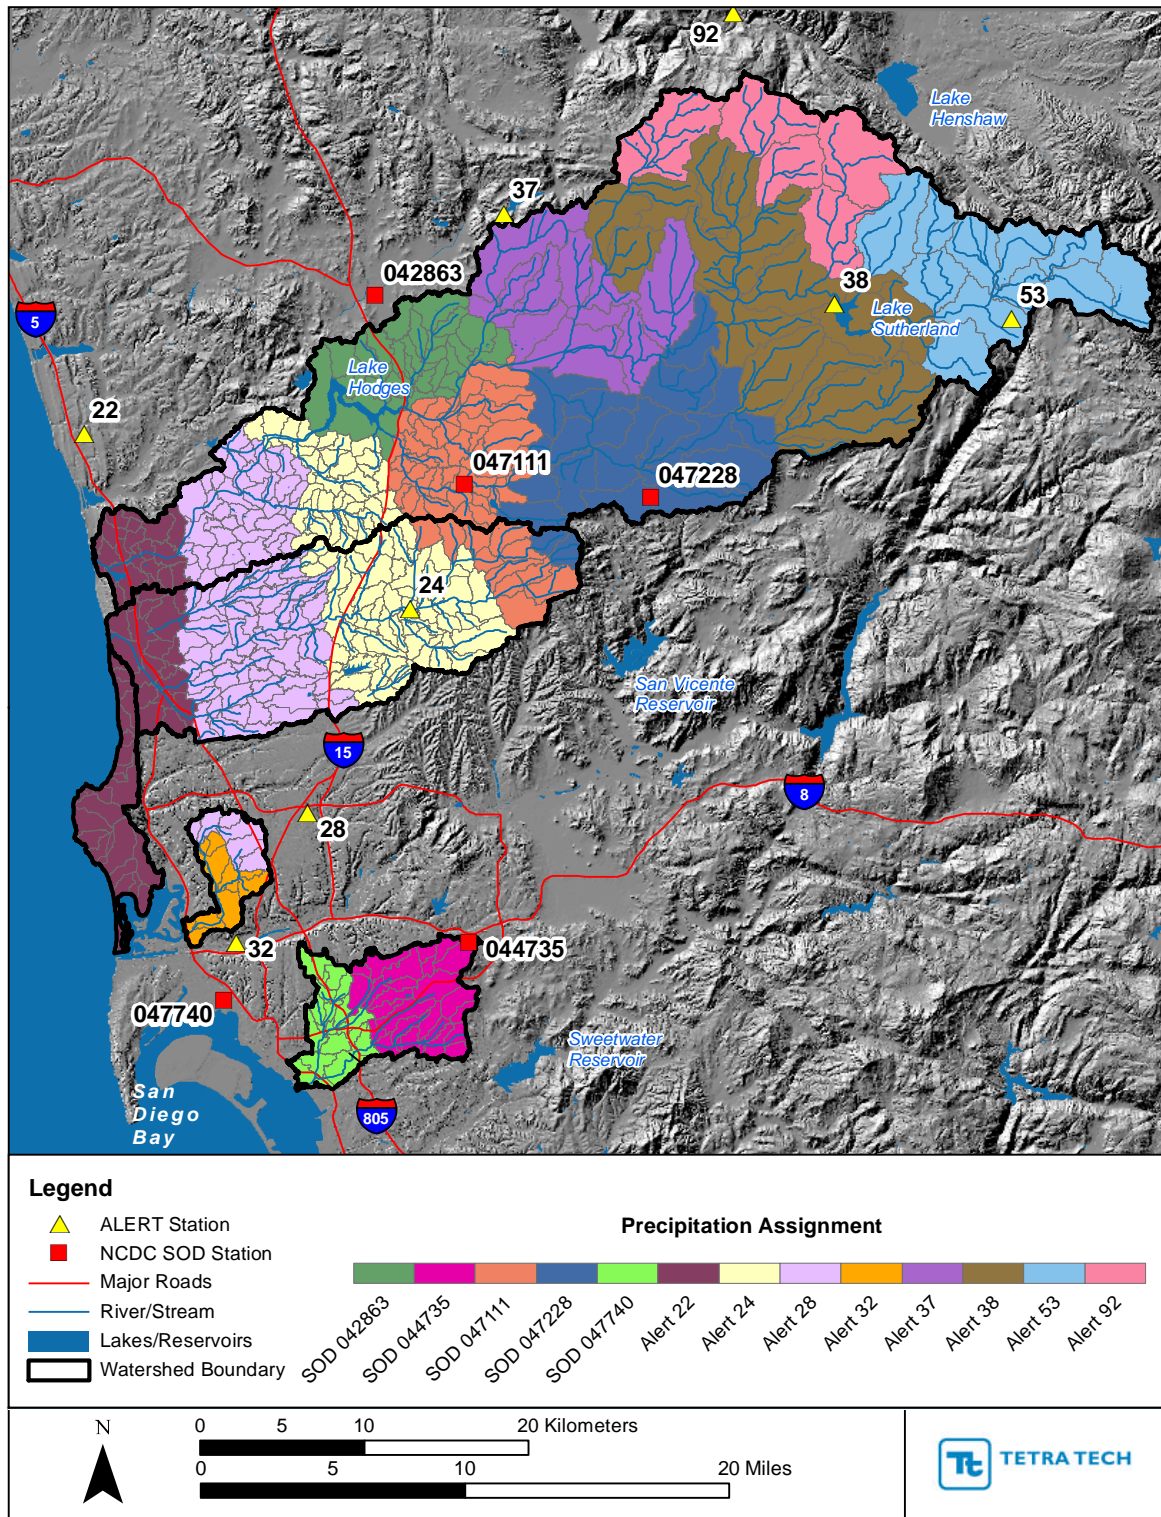 92
Lake
Henshaw
37
042863
38
53
5
Lake
Sutherland
Lake
Hodges
22
047111
047228
24
San Vicente
Reservoir
15
8
28
32
044735
047740
Sweetwater
Reservoir
San
Diego
Bay
805
Legend
ALERT Station
NCDC SOD Station
Major Roads
River/Stream
Lakes/Reservoirs
Watershed Boundary
Precipitation Assignment
SOD 042863
SOD 044735
SOD 047111
SOD 047228
SOD 047740
Alert 22
Alert 24
Alert 28
Alert 32
Alert 37
Alert 38
Alert 53
Alert 92
N
0 5 10 20 Kilometers
0 5 10 20 Miles
Tt TETRA TECH